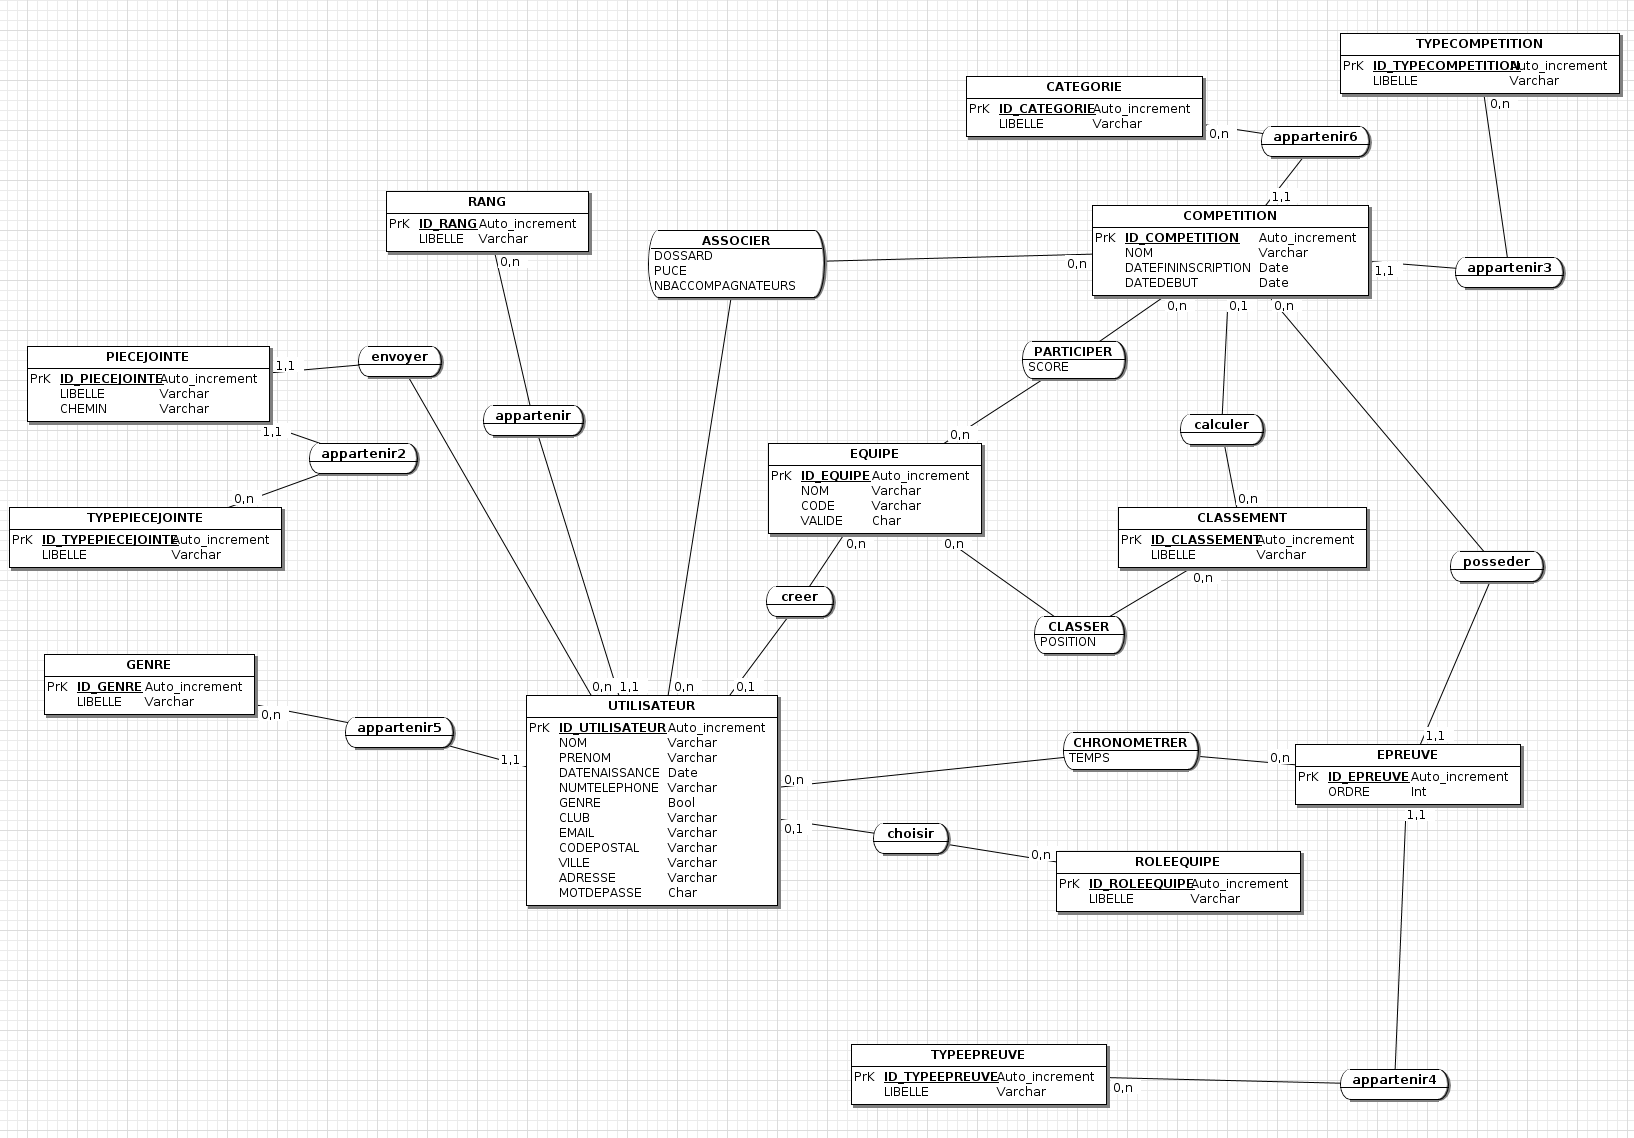 TYPECOMPETITION
PrK ID_TYPECOMPETITION Auto_increment
LIBELLE Varchar
0,n
CATEGORIE
PrK ID_CATEGORIE Auto_increment
LIBELLE Varchar
0,n
appartenir6
1,1
RANG
PrK ID_RANG Auto_increment
LIBELLE Varchar
0,n
ASSOCIER
DOSSARD
PUCE
NBACCOMPAGNATEURS
0,n
COMPETITION
PrK ID_COMPETITION Auto_increment
NOM Varchar
DATEFININSCRIPTION Date
DATEDEBUT Date
1,1
appartenir3
0,n
0,1
0,n
PIECEJOINTE
PrK ID_PIECEJOINTE Auto_increment
LIBELLE Varchar
CHEMIN Varchar
1,1
envoyer
PARTICIPER
SCORE
appartenir
calculer
1,1
appartenir2
0,n
0,n
EQUIPE
PrK ID_EQUIPE Auto_increment
NOM Varchar
CODE Varchar
VALIDE Char
0,n
0,n
0,n
CLASSEMENT
PrK ID_CLASSEMENT Auto_increment
LIBELLE Varchar
0,n
TYPEPIECEJOINTE
PrK ID_TYPEPIECEJOINTE Auto_increment
LIBELLE Varchar
posseder
creer
CLASSER
POSITION
GENRE
PrK ID_GENRE Auto_increment
LIBELLE Varchar
0,n
appartenir5
1,1
0,n
1,1
0,n
0,1
UTILISATEUR
PrK ID_UTILISATEUR Auto_increment
NOM Varchar
PRENOM Varchar
DATENAISSANCE Date
NUMTELEPHONE Varchar
GENRE Bool
CLUB Varchar
EMAIL Varchar
CODEPOSTAL Varchar
VILLE Varchar
ADRESSE Varchar
MOTDEPASSE Char
0,n
CHRONOMETRER
TEMPS
0,n
1,1
EPREUVE
PrK ID_EPREUVE Auto_increment
ORDRE Int
1,1
0,1
choisir
0,n
ROLEEQUIPE
PrK ID_ROLEEQUIPE Auto_increment
LIBELLE Varchar
TYPEEPREUVE
PrK ID_TYPEEPREUVE Auto_increment
LIBELLE Varchar
0,n
appartenir4